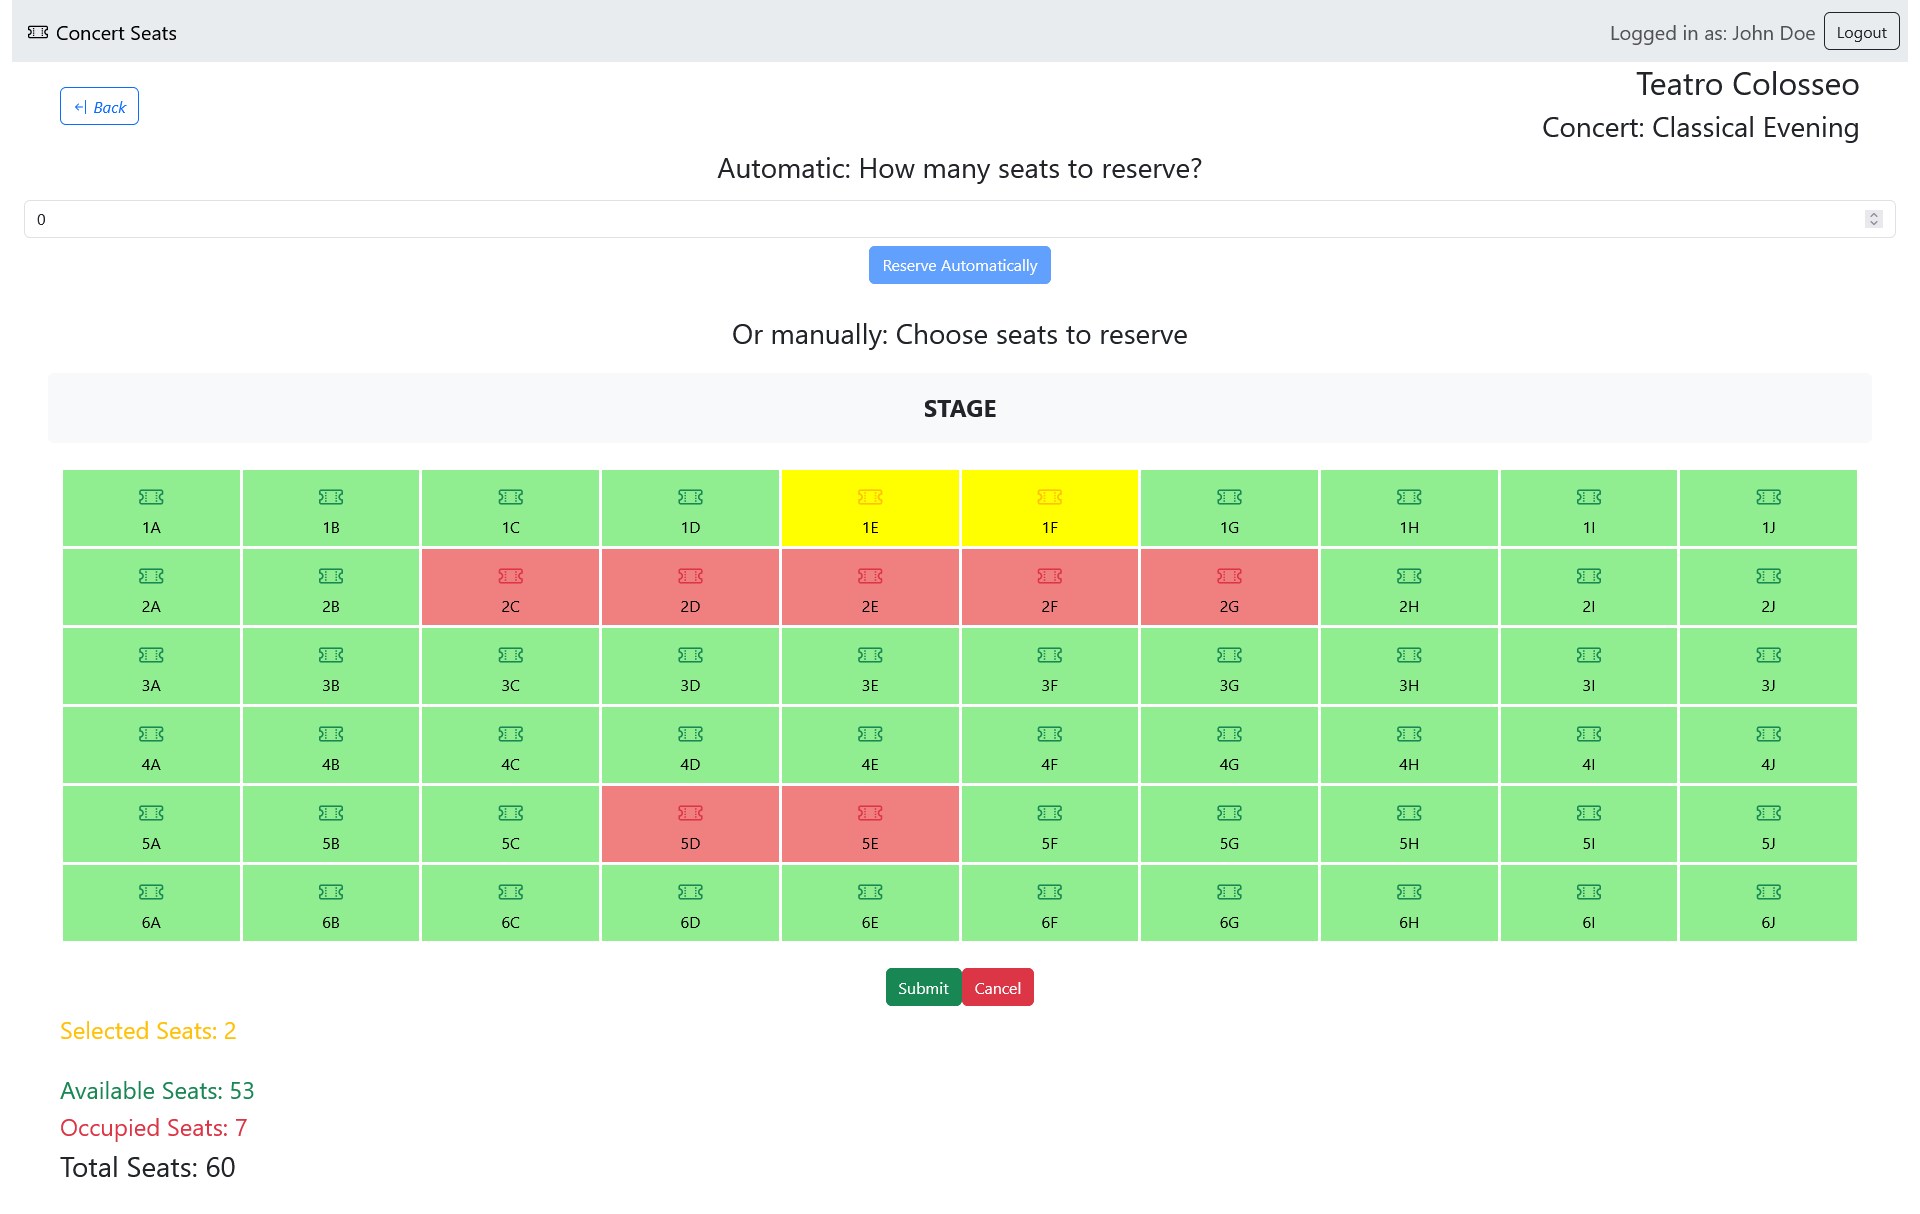 Concert Seats
Logged in as: John Doe
Logout
Back
Teatro Colosseo
Concert: Classical Evening
Automatic: How many seats to reserve?
0
Reserve Automatically
Or manually: Choose seats to reserve
STAGE
1A 1B 1C 1D 1E 1F 1G 1H 1I 1J
2A 2B 2C 2D 2E 2F 2G 2H 2I 2J
3A 3B 3C 3D 3E 3F 3G 3H 3I 3J
4A 4B 4C 4D 4E 4F 4G 4H 4I 4J
5A 5B 5C 5D 5E 5F 5G 5H 5I 5J
6A 6B 6C 6D 6E 6F 6G 6H 6I 6J
Submit Cancel
Selected Seats: 2
Available Seats: 53
Occupied Seats: 7
Total Seats: 60